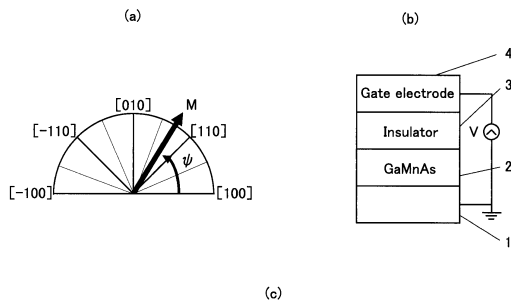 (a)
(b)
[010]
M
[-110]
[110]
ψ
[-100]
[100]
4
Gate electrode
3
Insulator
V
GaMnAs
2
1
(c)